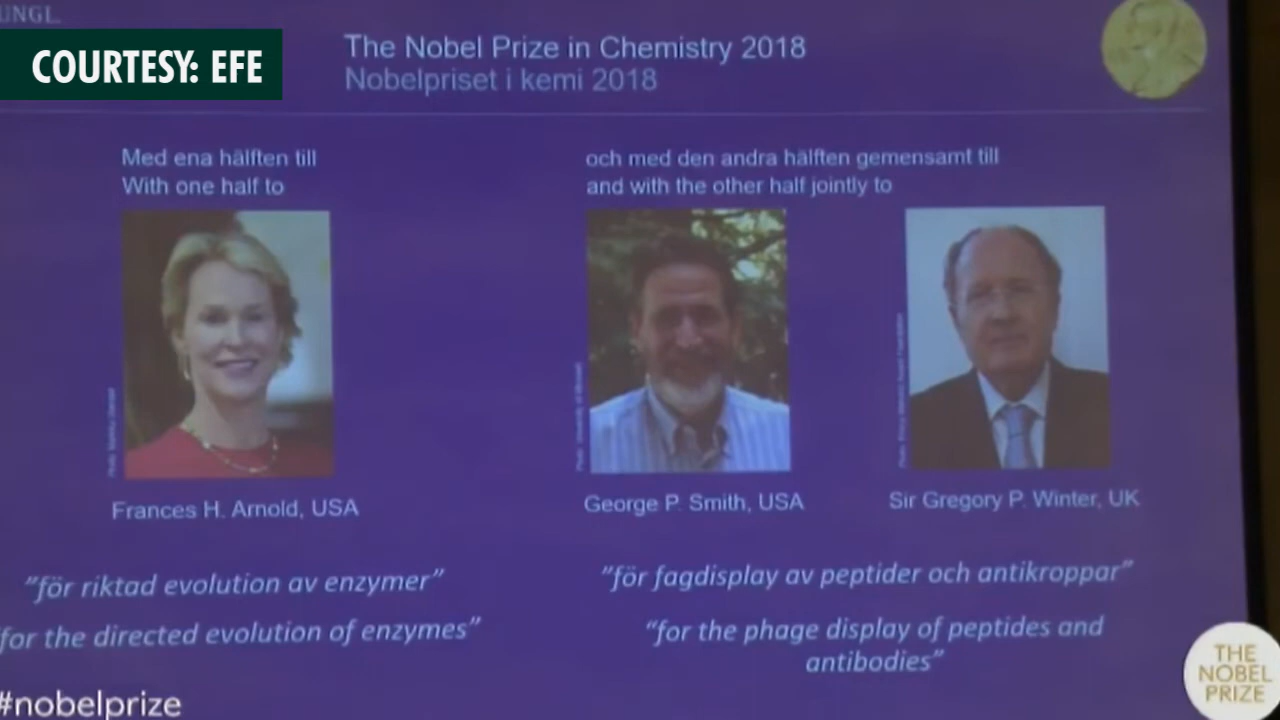 UNGL.
COURTESY: EFE
The Nobel Prize in Chemistry 2018
Nobelpriset i kemi 2018
Med ena hälften till
With one half to
och med den andra hälften gemensamt till
and with the other half jointly to
Frances H. Arnold, USA
George P. Smith, USA
Sir Gregory P. Winter, UK
"för riktad evolution av enzymer"
for the directed evolution of enzymes"
"för fagdisplay av peptider och antikroppar"
"for the phage display of peptides and
antibodies"
#nobelprize
THE
NOBEL
PRIZE